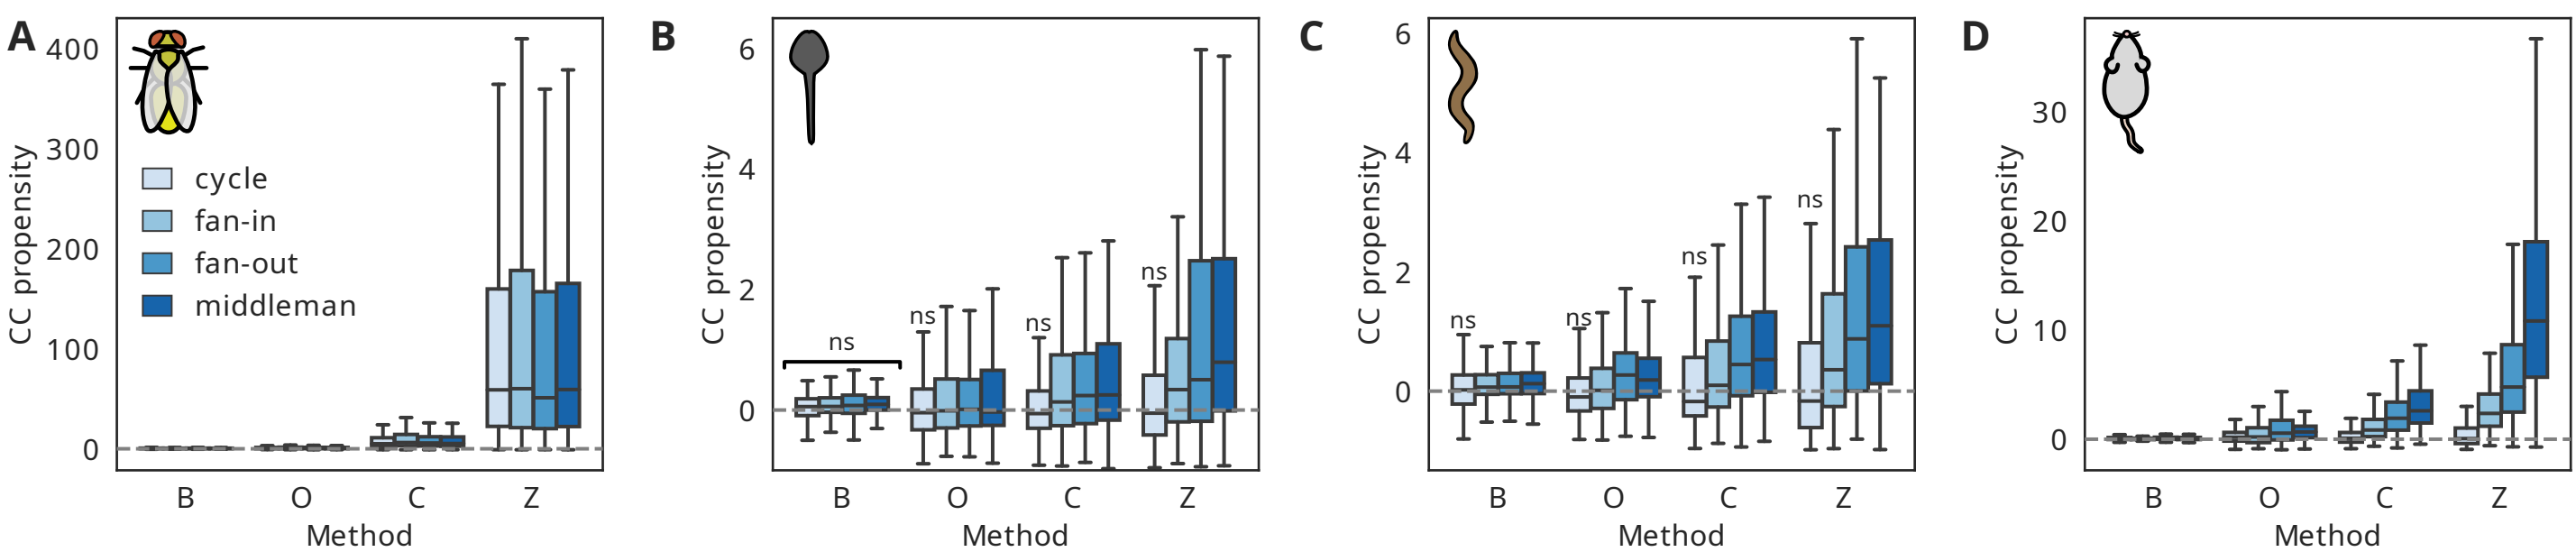 A
CC propensity
400
300
200
100
0
cycle
fan-in
fan-out
middleman
B O C Z
Method
B
CC propensity
6
4
2
0
ns
ns
ns
ns
B O C Z
Method
C
CC propensity
6
4
2
0
ns
ns
ns
ns
B O C Z
Method
D
CC propensity
30
20
10
0
B O C Z
Method